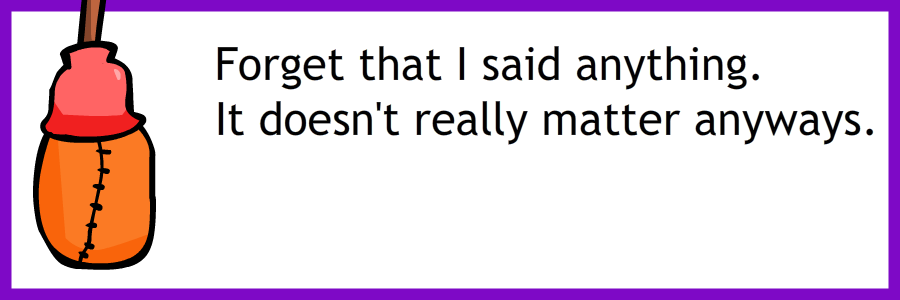 Forget that I said anything.
It doesn't really matter anyways.